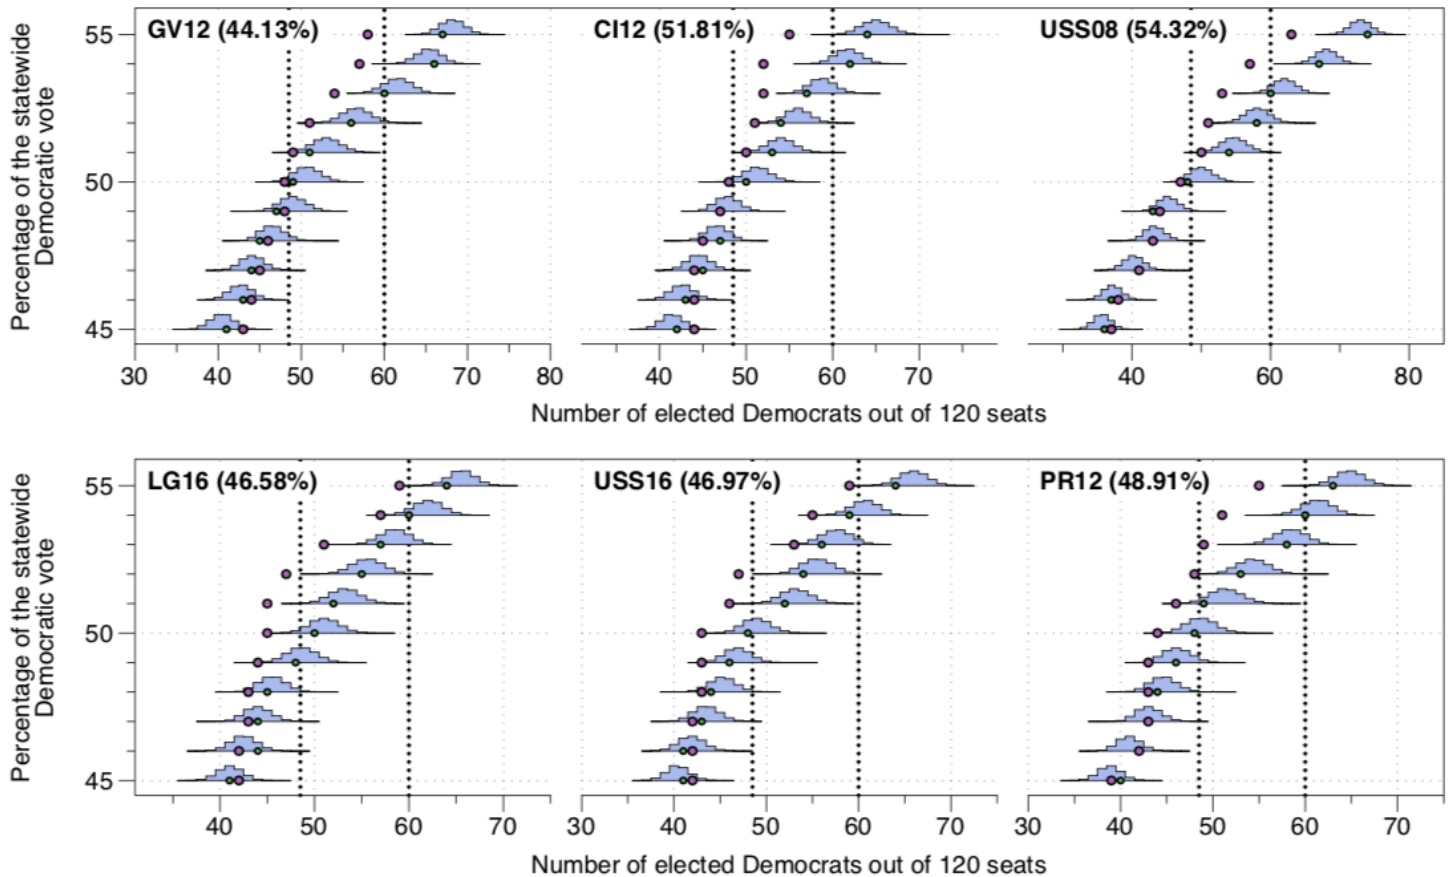 Percentage of the statewide
Democratic vote
GV12 (44.13%)
CI12 (51.81%)
USS08 (54.32%)
55
50
45
30 40 50 60 70 80
40 50 60 70
40 60 80
Number of elected Democrats out of 120 seats
Percentage of the statewide
Democratic vote
LG16 (46.58%)
USS16 (46.97%)
PR12 (48.91%)
55
50
45
40 50 60 70
30 40 50 60 70
30 40 50 60 70
Number of elected Democrats out of 120 seats